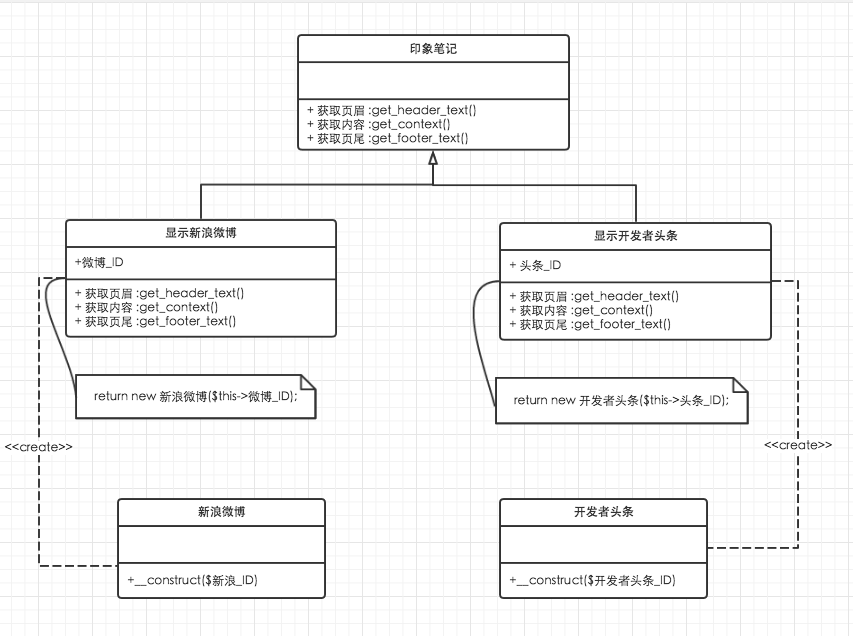 印象笔记
+ 获取页眉 :get_header_text()
+ 获取内容 :get_context()
+ 获取页尾 :get_footer_text()
显示新浪微博
+微博_ID
+ 获取页眉 :get_header_text()
+ 获取内容 :get_context()
+ 获取页尾 :get_footer_text()
显示开发者头条
+ 头条_ID
+ 获取页眉 :get_header_text()
+ 获取内容 :get_context()
+ 获取页尾 :get_footer_text()
return new 新浪微博($this->微博_ID);
return new 开发者头条($this->头条_ID);
<<create>>
<<create>>
新浪微博
+__construct($新浪_ID)
开发者头条
+__construct($开发者头条_ID)